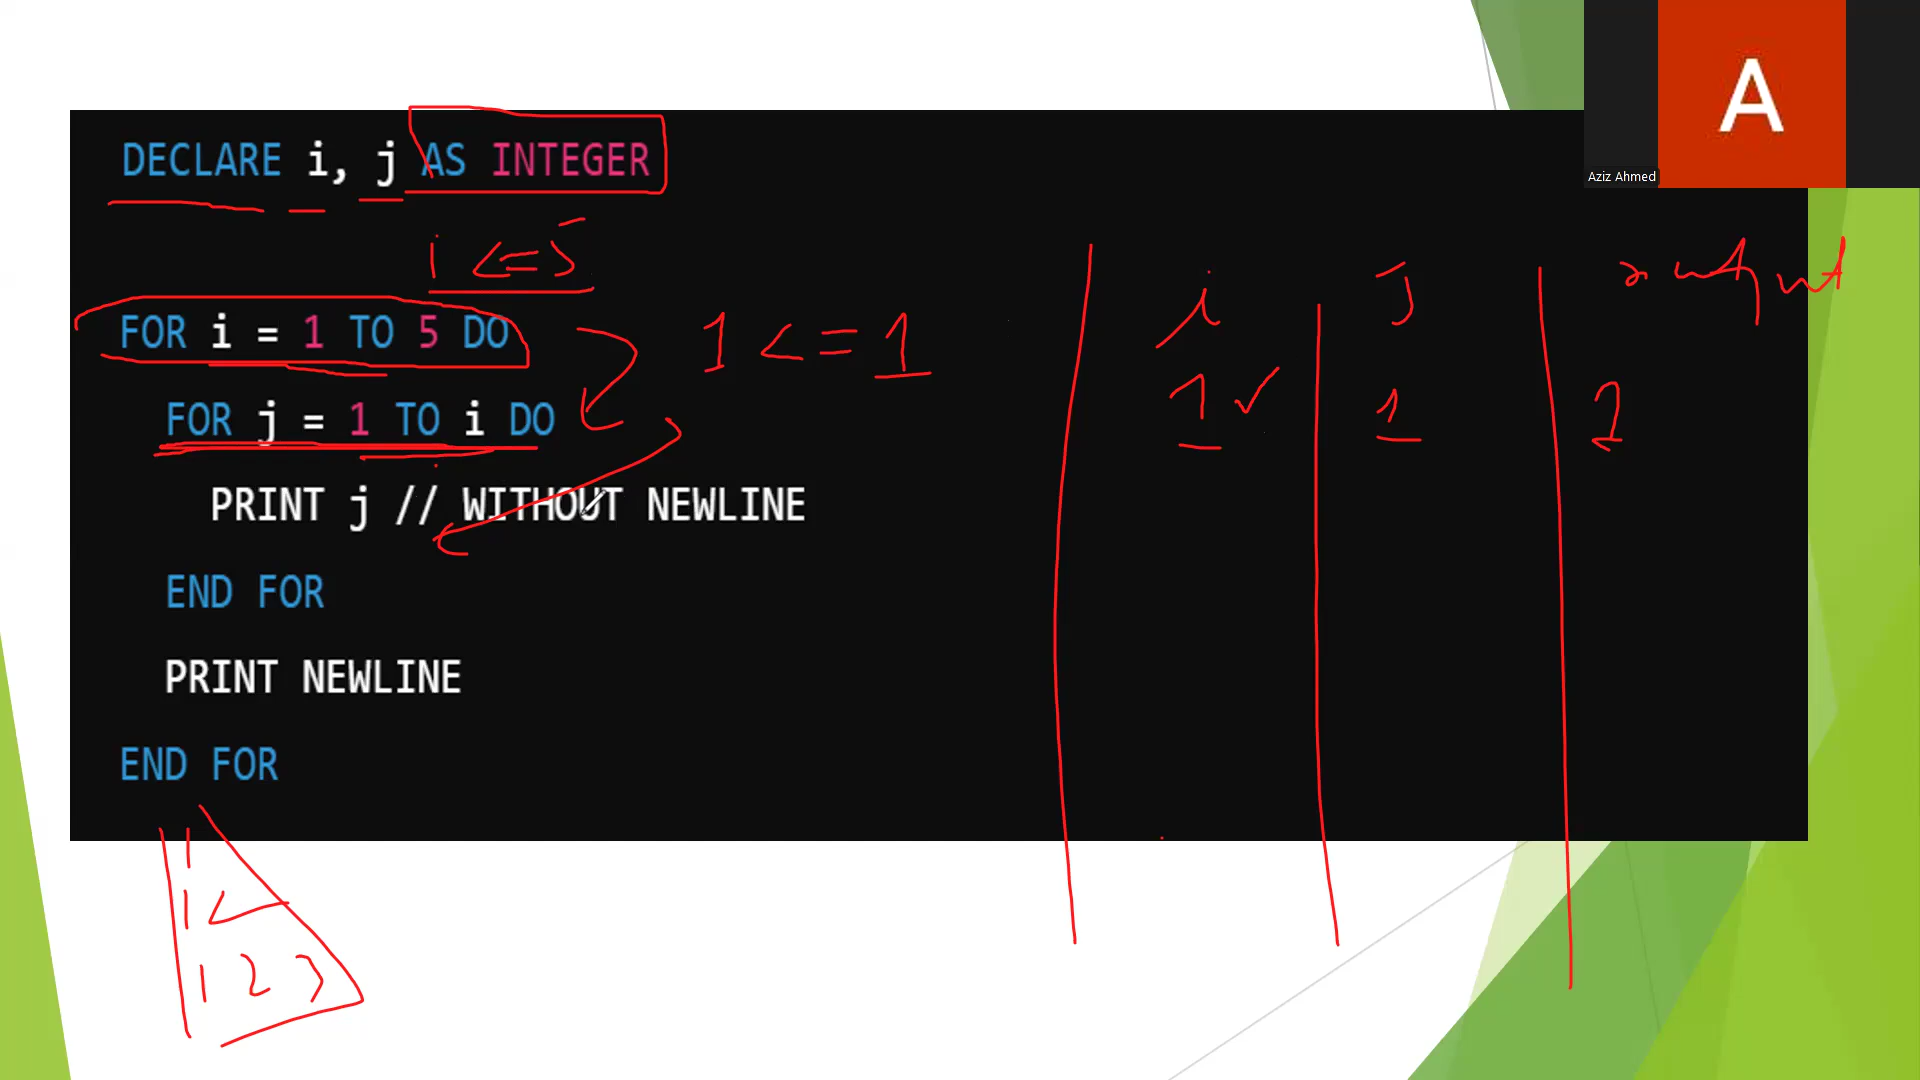 A
Aziz Ahmed
DECLARE i, j AS INTEGER
i <= 5
i j output
FOR i = 1 TO 5 DO
1 <= 1
1 ✓ 1 1
FOR j = 1 TO i DO
PRINT j // WITHOUT NEWLINE
END FOR
PRINT NEWLINE
END FOR
1
1 2
1 2 3